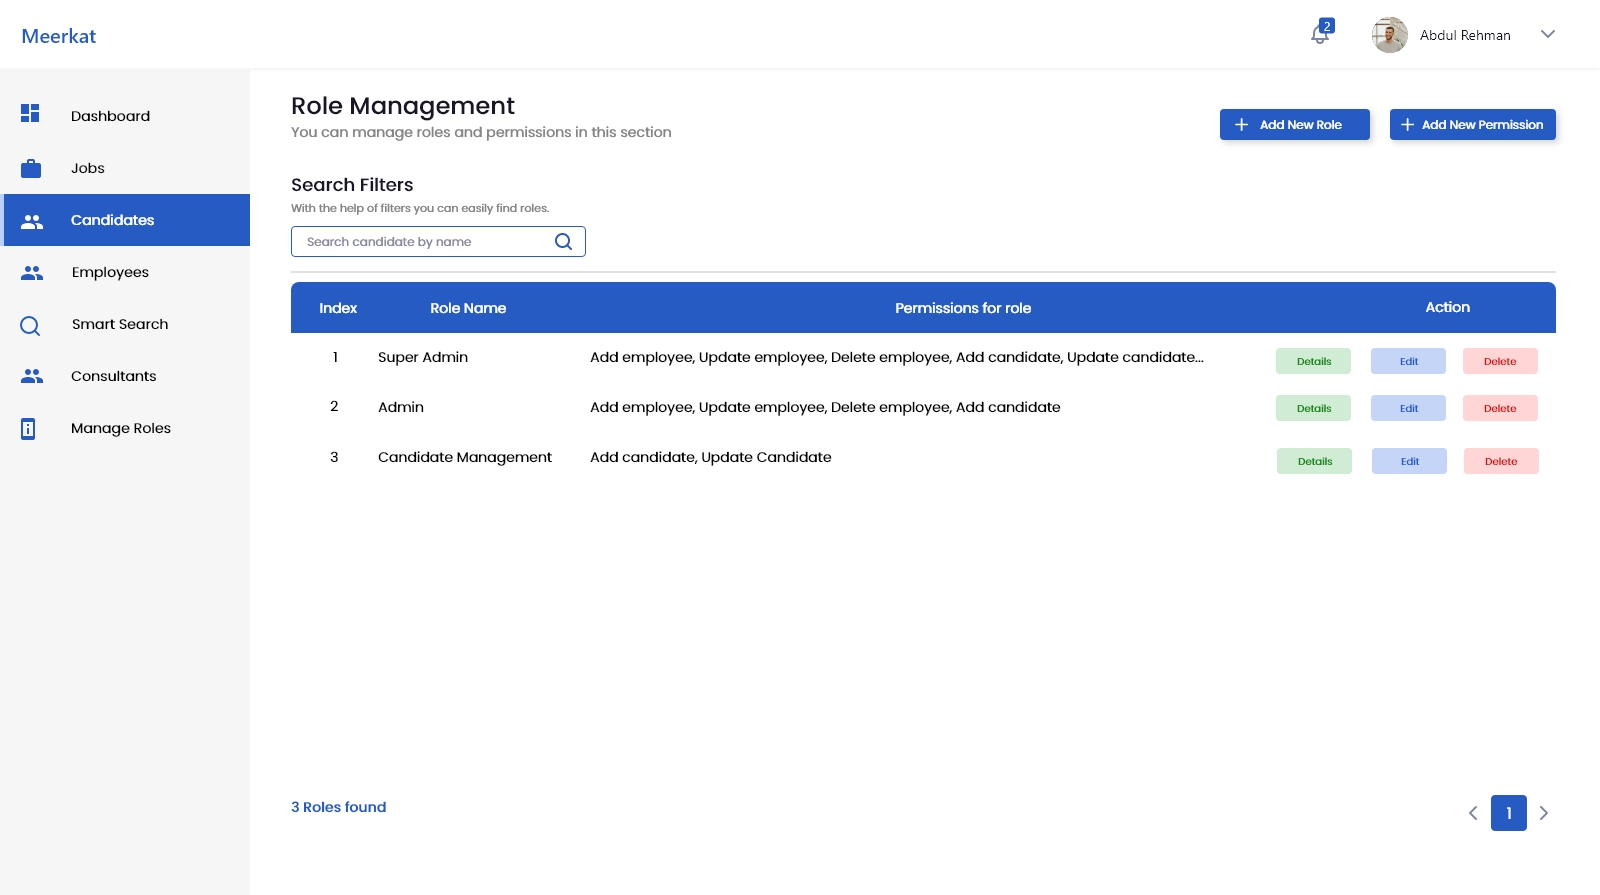 Meerkat
2
Abdul Rehman
Dashboard
Jobs
Candidates
Employees
Smart Search
Consultants
Manage Roles
Role Management
You can manage roles and permissions in this section
Add New Role
Add New Permission
Search Filters
With the help of filters you can easily find roles.
Search candidate by name
Index Role Name Permissions for role Action
1 Super Admin Add employee, Update employee, Delete employee, Add candidate, Update candidate... Details Edit Delete
2 Admin Add employee, Update employee, Delete employee, Add candidate Details Edit Delete
3 Candidate Management Add candidate, Update Candidate Details Edit Delete
3 Roles found
1